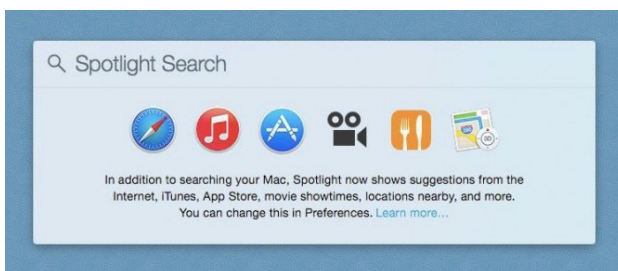 Spotlight Search
In addition to searching your Mac, Spotlight now shows suggestions from the
Internet, iTunes, App Store, movie showtimes, locations nearby, and more.
You can change this in Preferences. Learn more...